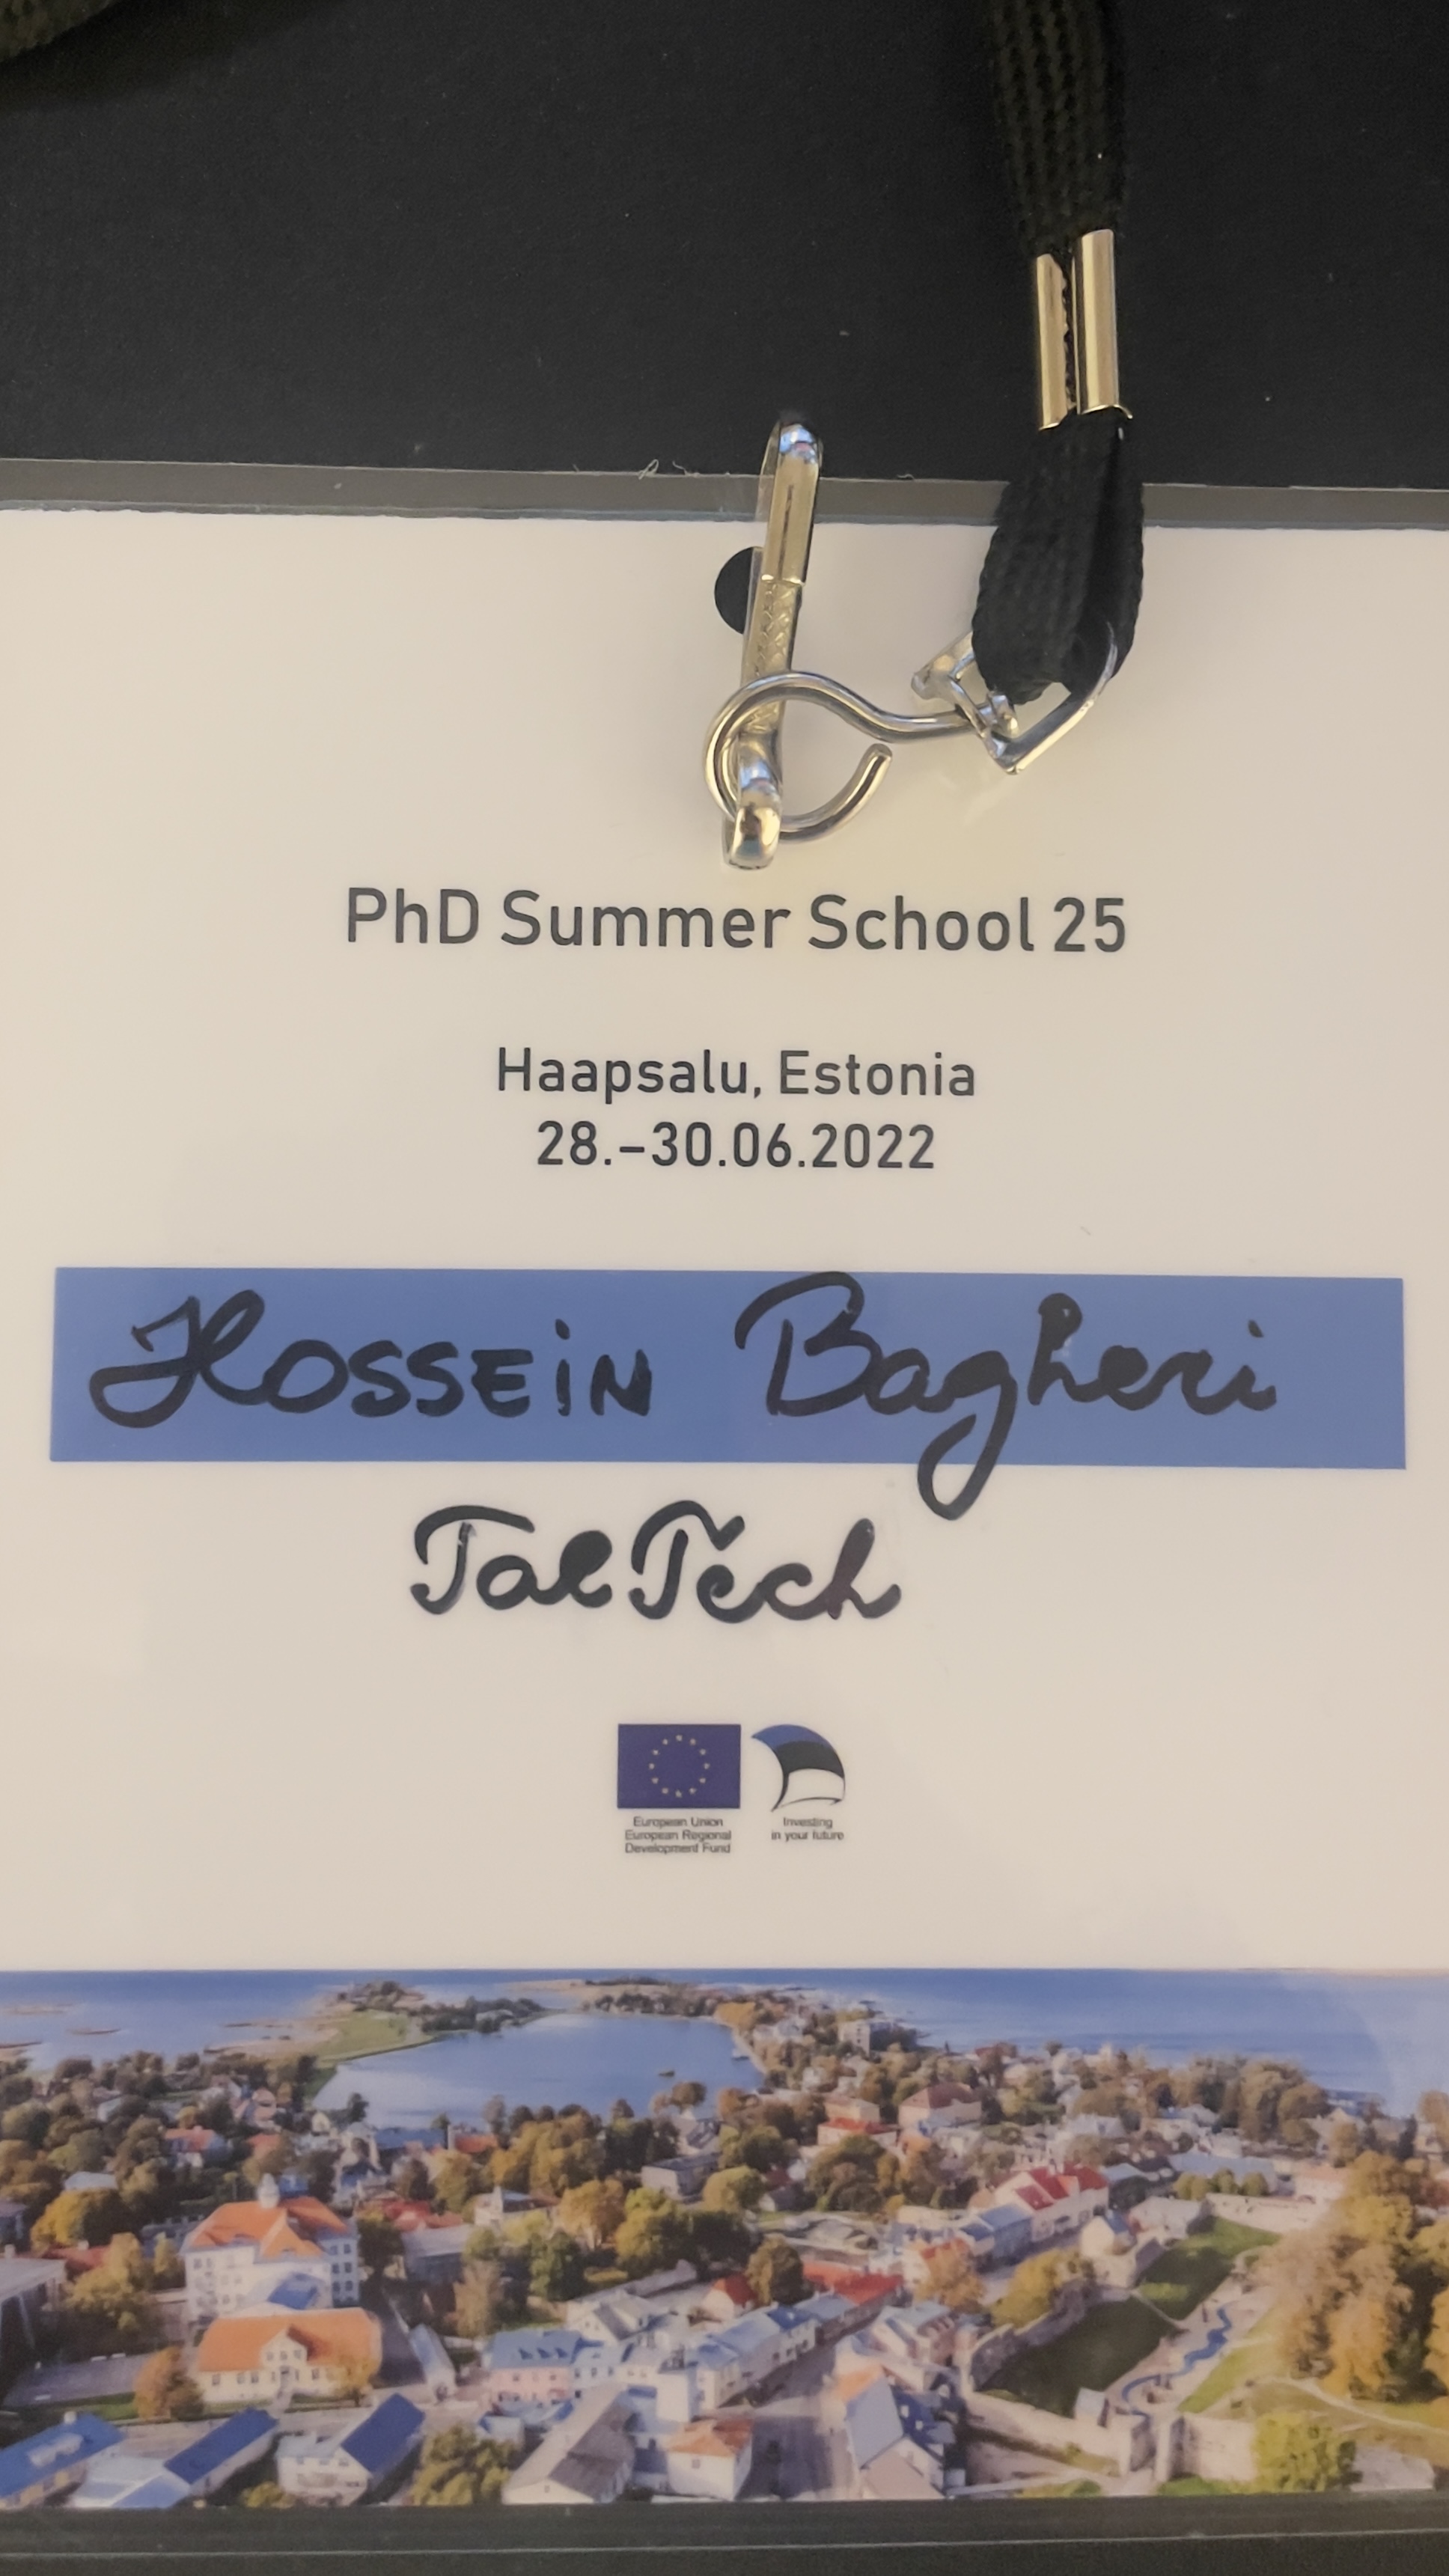 PhD Summer School 25
Haapsalu, Estonia
28.–30.06.2022
Hossein Bagheri
TalTech
European Union
European Regional
Development Fund
Investing
in your future